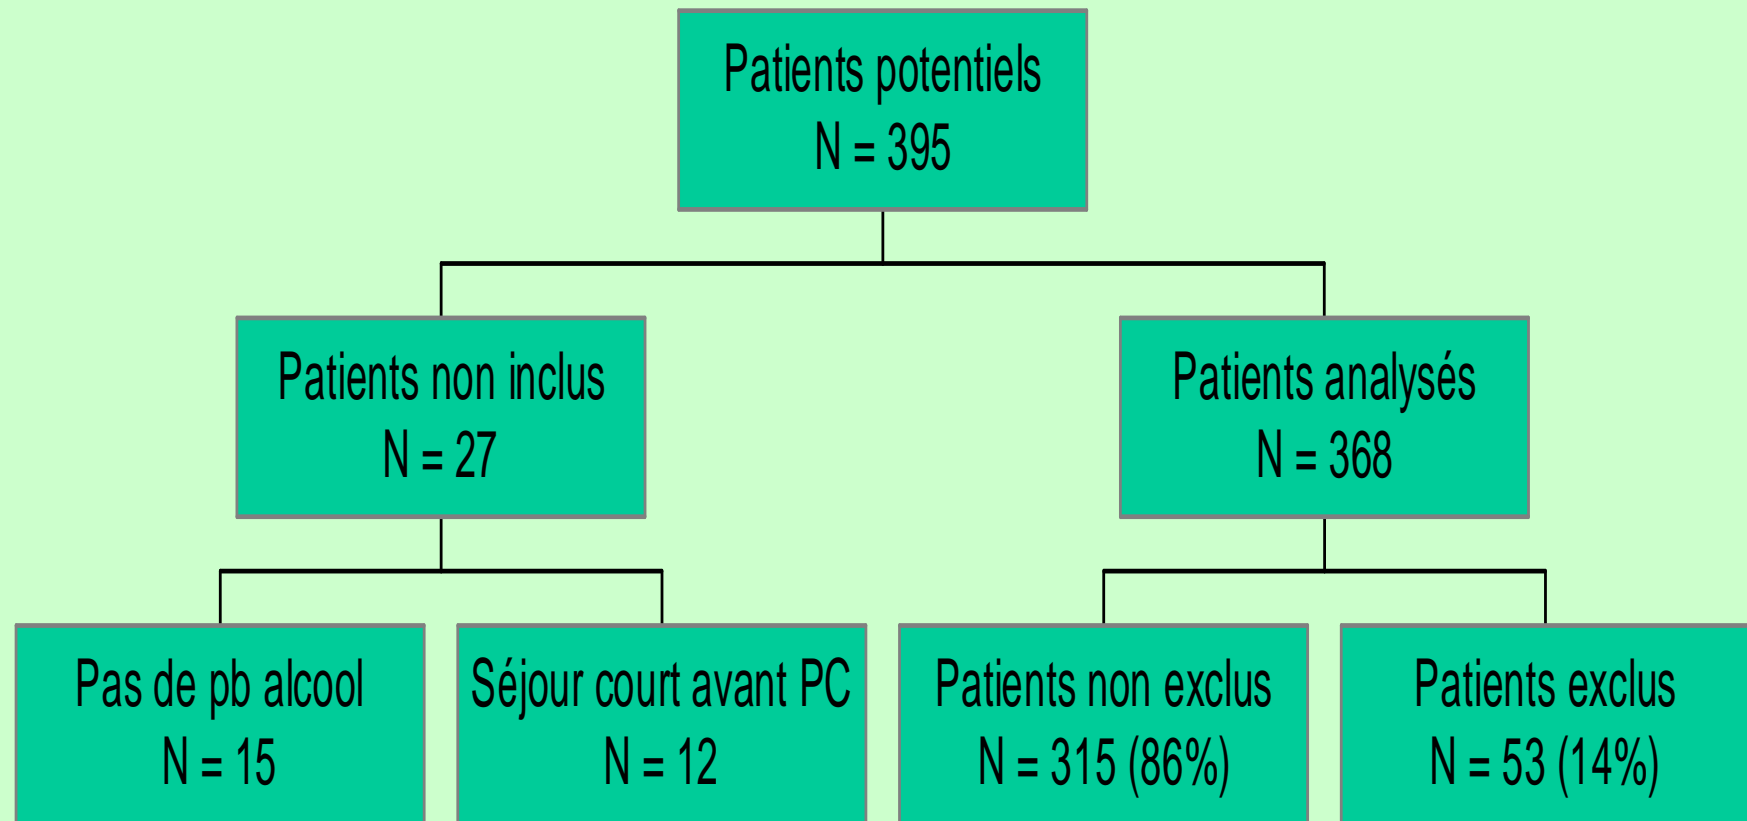 Patients potentiels
N = 395
Patients non inclus
N = 27
Patients analysés
N = 368
Pas de pb alcool
N = 15
Séjour court avant PC
N = 12
Patients non exclus
N = 315 (86%)
Patients exclus
N = 53 (14%)